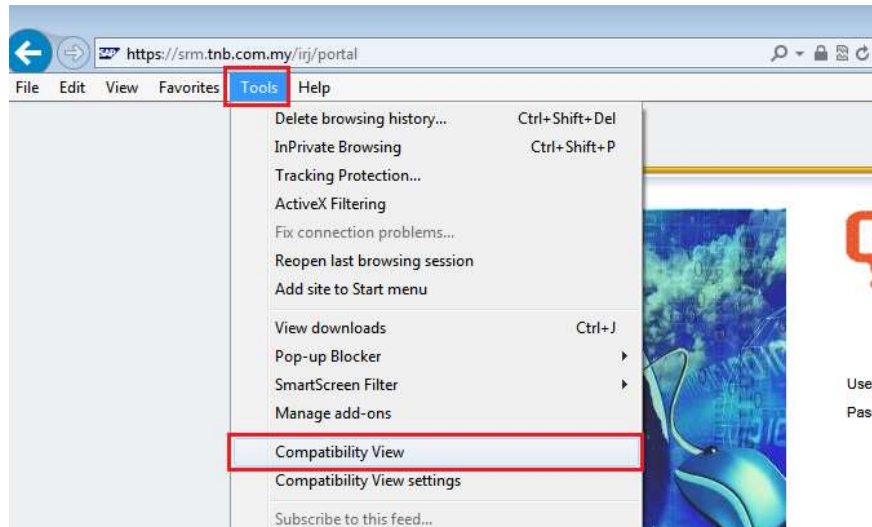 SAP https://srm.tnb.com.my/irj/portal
File Edit View Favorites Tools Help
Delete browsing history... Ctrl+Shift+Del
InPrivate Browsing Ctrl+Shift+P
Tracking Protection...
ActiveX Filtering
Fix connection problems...
Reopen last browsing session
Add site to Start menu
View downloads Ctrl+J
Pop-up Blocker
SmartScreen Filter
Use
Manage add-ons
Pas
Compatibility View
Compatibility View settings
Subscribe to this feed...